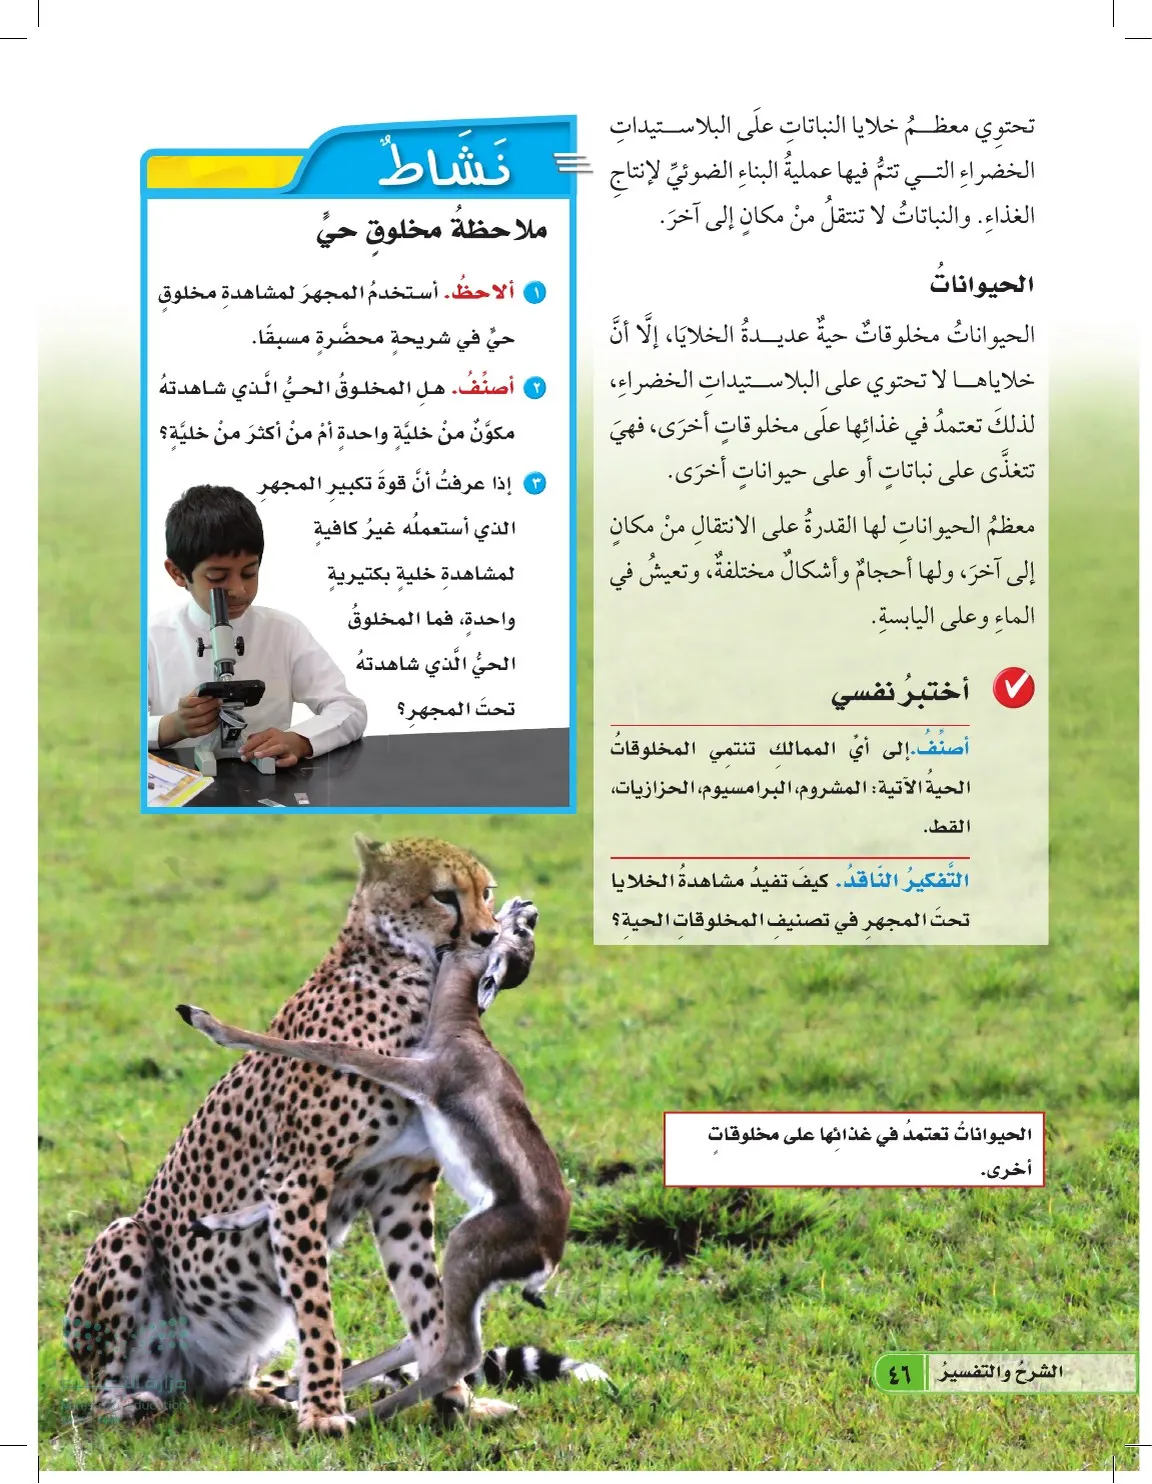 تحتوِي معظمُ خلايا النباتاتِ علَى البلاستيداتِ
الخضراءِ التي تتمُّ فيها عمليةُ البناءِ الضوئيِّ لإنتاجِ
الغذاءِ. والنباتاتُ لا تنتقلُ منْ مكانٍ إلى آخرَ.
الحيواناتُ
الحيواناتُ مخلوقاتٌ حيةٌ عديدةُ الخلايَا، إلَّا أنَّ
خلاياها لا تحتوي على البلاستيداتِ الخضراءِ،
لذلكَ تعتمدُ في غذائِها علَى مخلوقاتٍ أخرَى، فهيَ
تتغذَّى على نباتاتٍ أو على حيواناتٍ أخرَى.
معظمُ الحيواناتِ لها القدرةُ على الانتقالِ منْ مكانٍ
إلى آخرَ، ولها أحجامٌ وأشكالٌ مختلفةٌ، وتعيشُ في
الماءِ وعلى اليابسةِ.
أختبرُ نفسي
أصنِّفُ. إلى أيِّ الممالكِ تنتمِي المخلوقاتُ
الحيةُ الآتية: المشروم، البرامسيوم، الحزازيات،
القط.
التَّفكيرُ النّاقدُ. كيفَ تفيدُ مشاهدةُ الخلايا
تحتَ المجهرِ في تصنيفِ المخلوقاتِ الحيةِ؟
نَشَاطٌ
ملاحظةُ مخلوقٍ حيٍّ
١ ألاحظُ. أستخدمُ المجهرَ لمشاهدةِ مخلوقٍ
حيٍّ في شريحةٍ محضَّرةٍ مسبقًا.
٢ أصنِّفُ. هلِ المخلوقُ الحيُّ الَّذي شاهدتهُ
مكوَّنٌ منْ خليَّةٍ واحدةٍ أمْ منْ أكثرَ منْ خليَّةٍ؟
٣ إذا عرفتُ أنَّ قوةَ تكبيرِ المجهرِ
الذي أستعملُه غيرُ كافيةٍ
لمشاهدةِ خليةٍ بكتيريةٍ
واحدةٍ، فما المخلوقُ
الحيُّ الَّذي شاهدتهُ
تحتَ المجهرِ؟
الحيواناتُ تعتمدُ في غذائِها على مخلوقاتٍ
أخرى.
الشرحُ والتفسيرُ ٤٦